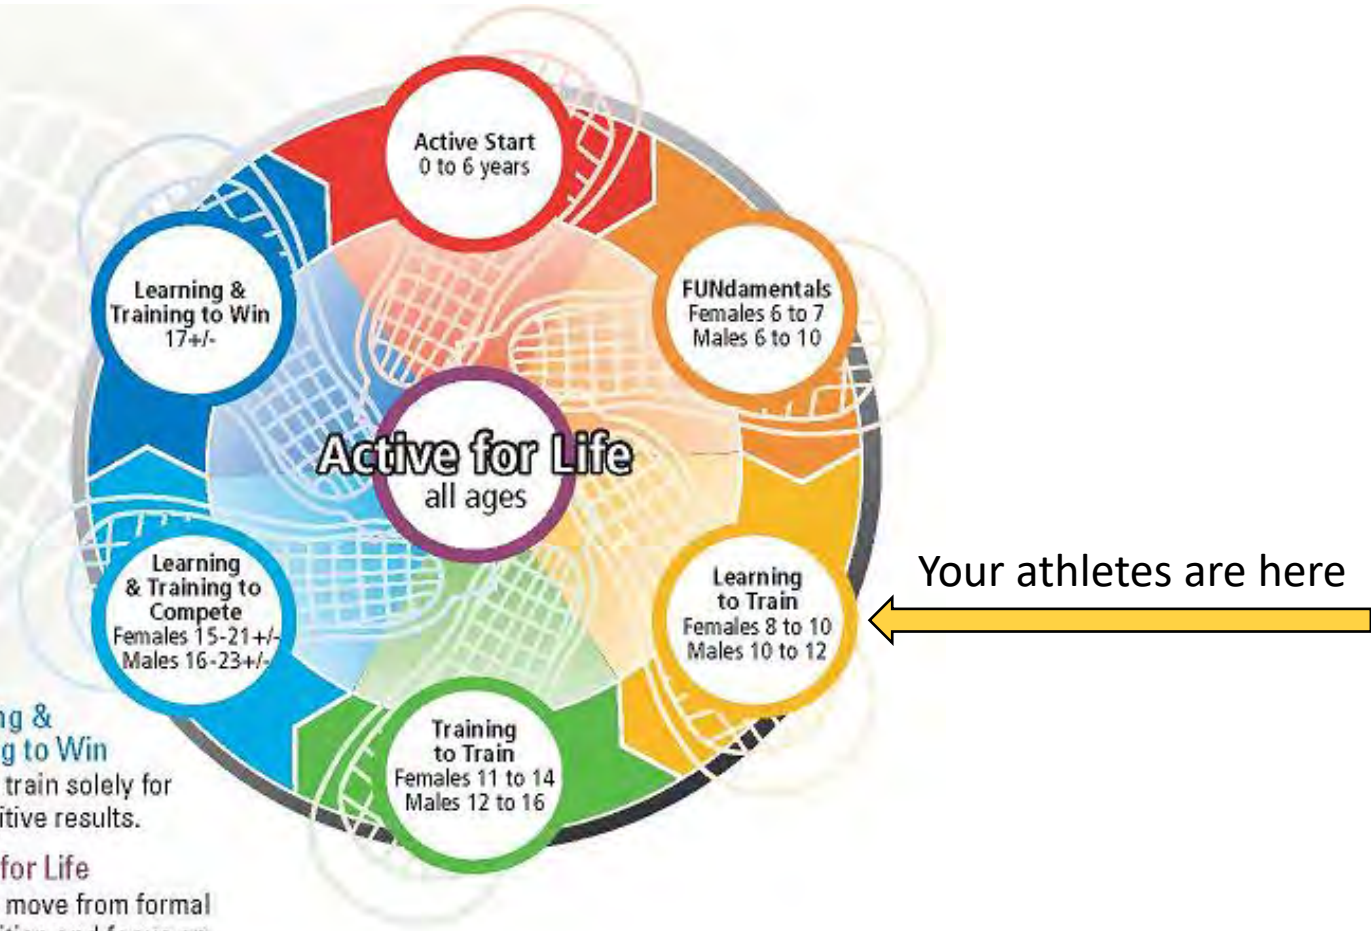 Active Start
0 to 6 years
FUNdamentals
Females 6 to 7
Males 6 to 10
Learning &
Training to Win
17+/-
Active for Life
all ages
Your athletes are here
Learning
to Train
Females 8 to 10
Males 10 to 12
Learning
& Training to
Compete
Females 15-21+/-
Males 16-23+/-
Training
to Train
Females 11 to 14
Males 12 to 16
ng &
g to Win
train solely for
itive results.
for Life
move from formal